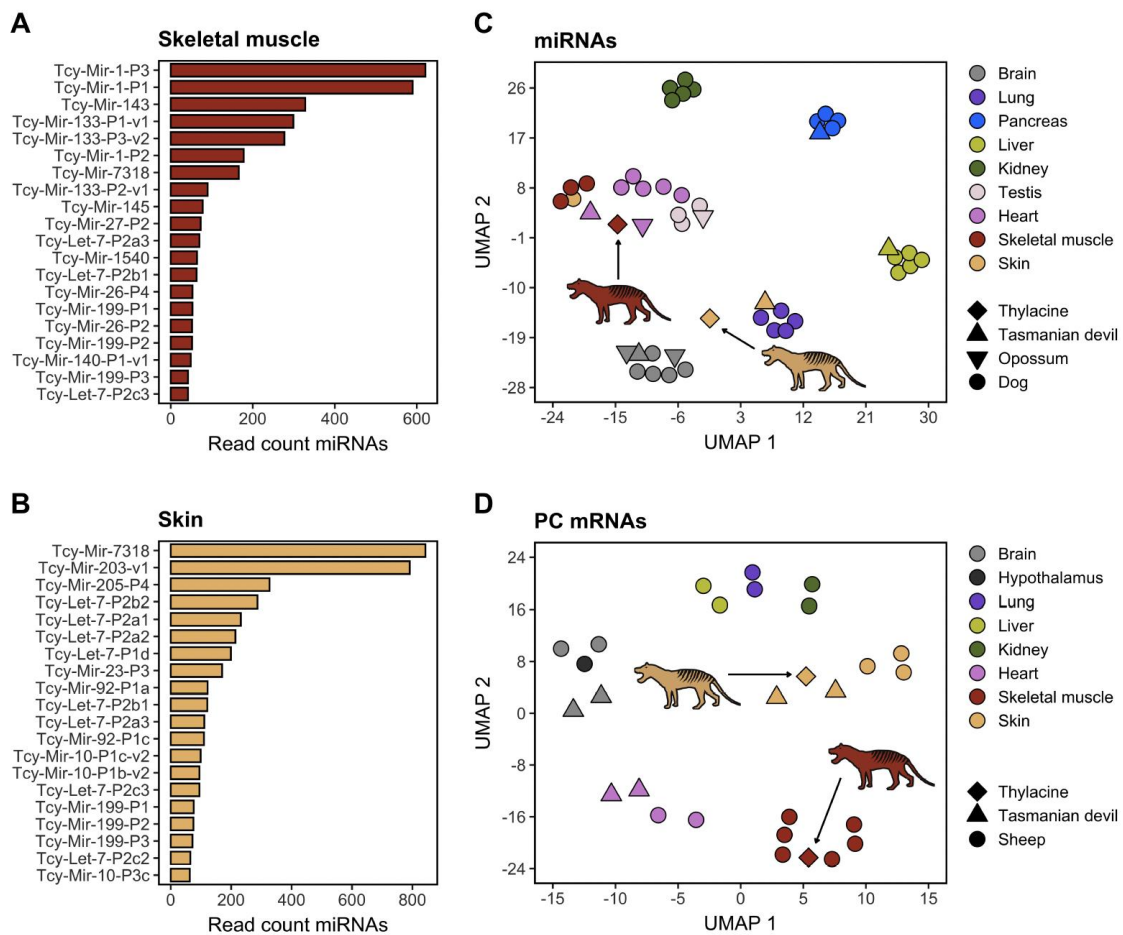 A
Skeletal muscle
Tcy-Mir-1-P3
Tcy-Mir-1-P1
Tcy-Mir-143
Tcy-Mir-133-P1-v1
Tcy-Mir-133-P3-v2
Tcy-Mir-1-P2
Tcy-Mir-7318
Tcy-Mir-133-P2-v1
Tcy-Mir-145
Tcy-Mir-27-P2
Tcy-Let-7-P2a3
Tcy-Mir-1540
Tcy-Let-7-P2b1
Tcy-Mir-26-P4
Tcy-Mir-199-P1
Tcy-Mir-26-P2
Tcy-Mir-199-P2
Tcy-Mir-140-P1-v1
Tcy-Mir-199-P3
Tcy-Let-7-P2c3
0 200 400 600
Read count miRNAs
B
Skin
Tcy-Mir-7318
Tcy-Mir-203-v1
Tcy-Mir-205-P4
Tcy-Let-7-P2b2
Tcy-Let-7-P2a1
Tcy-Let-7-P2a2
Tcy-Let-7-P1d
Tcy-Mir-23-P3
Tcy-Mir-92-P1a
Tcy-Let-7-P2b1
Tcy-Let-7-P2a3
Tcy-Mir-92-P1c
Tcy-Mir-10-P1c-v2
Tcy-Mir-10-P1b-v2
Tcy-Let-7-P2c3
Tcy-Mir-199-P1
Tcy-Mir-199-P2
Tcy-Mir-199-P3
Tcy-Let-7-P2c2
Tcy-Mir-10-P3c
0 200 400 600 800
Read count miRNAs
C
miRNAs
UMAP 2
26
17
8
-1
-10
-19
-28
-24 -15 -6 3 12 21 30
UMAP 1
Brain
Lung
Pancreas
Liver
Kidney
Testis
Heart
Skeletal muscle
Skin
Thylacine
Tasmanian devil
Opossum
Dog
D
PC mRNAs
UMAP 2
24
16
8
0
-8
-16
-24
-15 -10 -5 0 5 10 15
UMAP 1
Brain
Hypothalamus
Lung
Liver
Kidney
Heart
Skeletal muscle
Skin
Thylacine
Tasmanian devil
Sheep